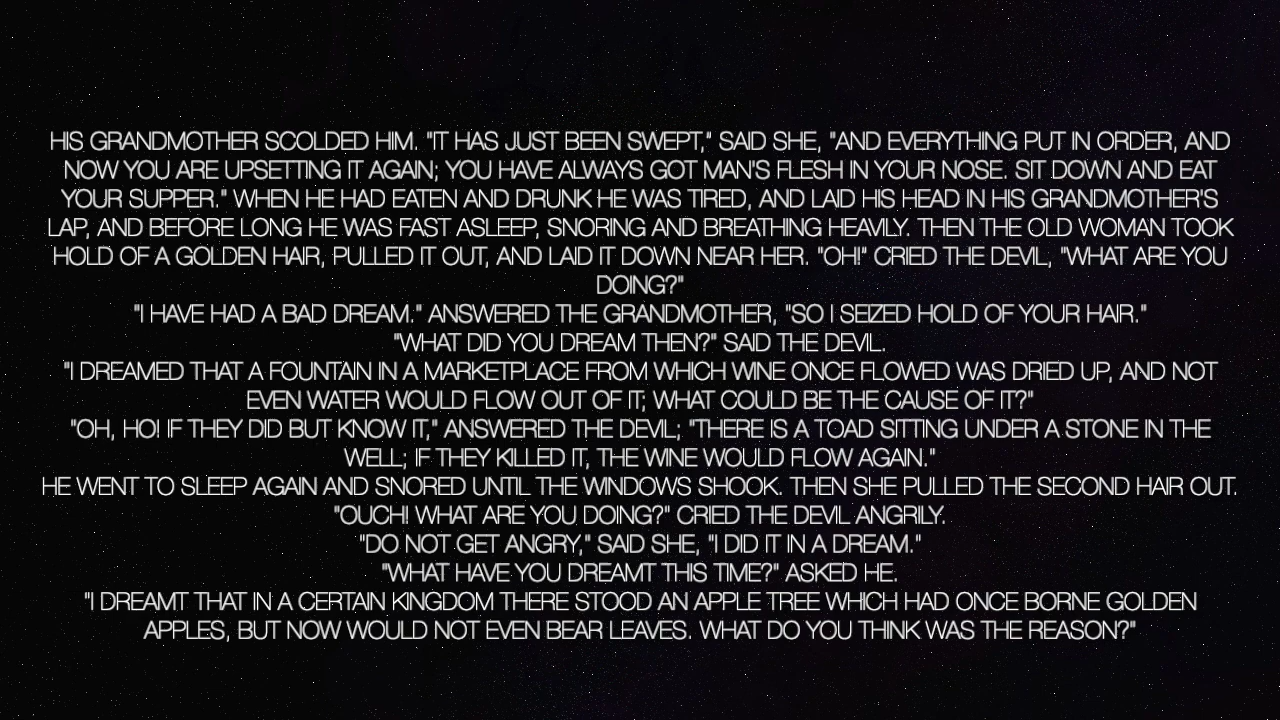 HIS GRANDMOTHER SCOLDED HIM. "IT HAS JUST BEEN SWEPT," SAID SHE, "AND EVERYTHING PUT IN ORDER, AND
NOW YOU ARE UPSETTING IT AGAIN; YOU HAVE ALWAYS GOT MAN'S FLESH IN YOUR NOSE. SIT DOWN AND EAT
YOUR SUPPER." WHEN HE HAD EATEN AND DRUNK HE WAS TIRED, AND LAID HIS HEAD IN HIS GRANDMOTHER'S
LAP, AND BEFORE LONG HE WAS FAST ASLEEP, SNORING AND BREATHING HEAVILY. THEN THE OLD WOMAN TOOK
HOLD OF A GOLDEN HAIR, PULLED IT OUT, AND LAID IT DOWN NEAR HER. "OH!" CRIED THE DEVIL, "WHAT ARE YOU
DOING?"
"I HAVE HAD A BAD DREAM." ANSWERED THE GRANDMOTHER, "SO I SEIZED HOLD OF YOUR HAIR."
"WHAT DID YOU DREAM THEN?" SAID THE DEVIL.
"I DREAMED THAT A FOUNTAIN IN A MARKETPLACE FROM WHICH WINE ONCE FLOWED WAS DRIED UP, AND NOT
EVEN WATER WOULD FLOW OUT OF IT; WHAT COULD BE THE CAUSE OF IT?"
"OH, HO! IF THEY DID BUT KNOW IT," ANSWERED THE DEVIL; "THERE IS A TOAD SITTING UNDER A STONE IN THE
WELL; IF THEY KILLED IT, THE WINE WOULD FLOW AGAIN."
HE WENT TO SLEEP AGAIN AND SNORED UNTIL THE WINDOWS SHOOK. THEN SHE PULLED THE SECOND HAIR OUT.
"OUCH! WHAT ARE YOU DOING?" CRIED THE DEVIL ANGRILY.
"DO NOT GET ANGRY," SAID SHE, "I DID IT IN A DREAM."
"WHAT HAVE YOU DREAMT THIS TIME?" ASKED HE.
"I DREAMT THAT IN A CERTAIN KINGDOM THERE STOOD AN APPLE TREE WHICH HAD ONCE BORNE GOLDEN
APPLES, BUT NOW WOULD NOT EVEN BEAR LEAVES. WHAT DO YOU THINK WAS THE REASON?"